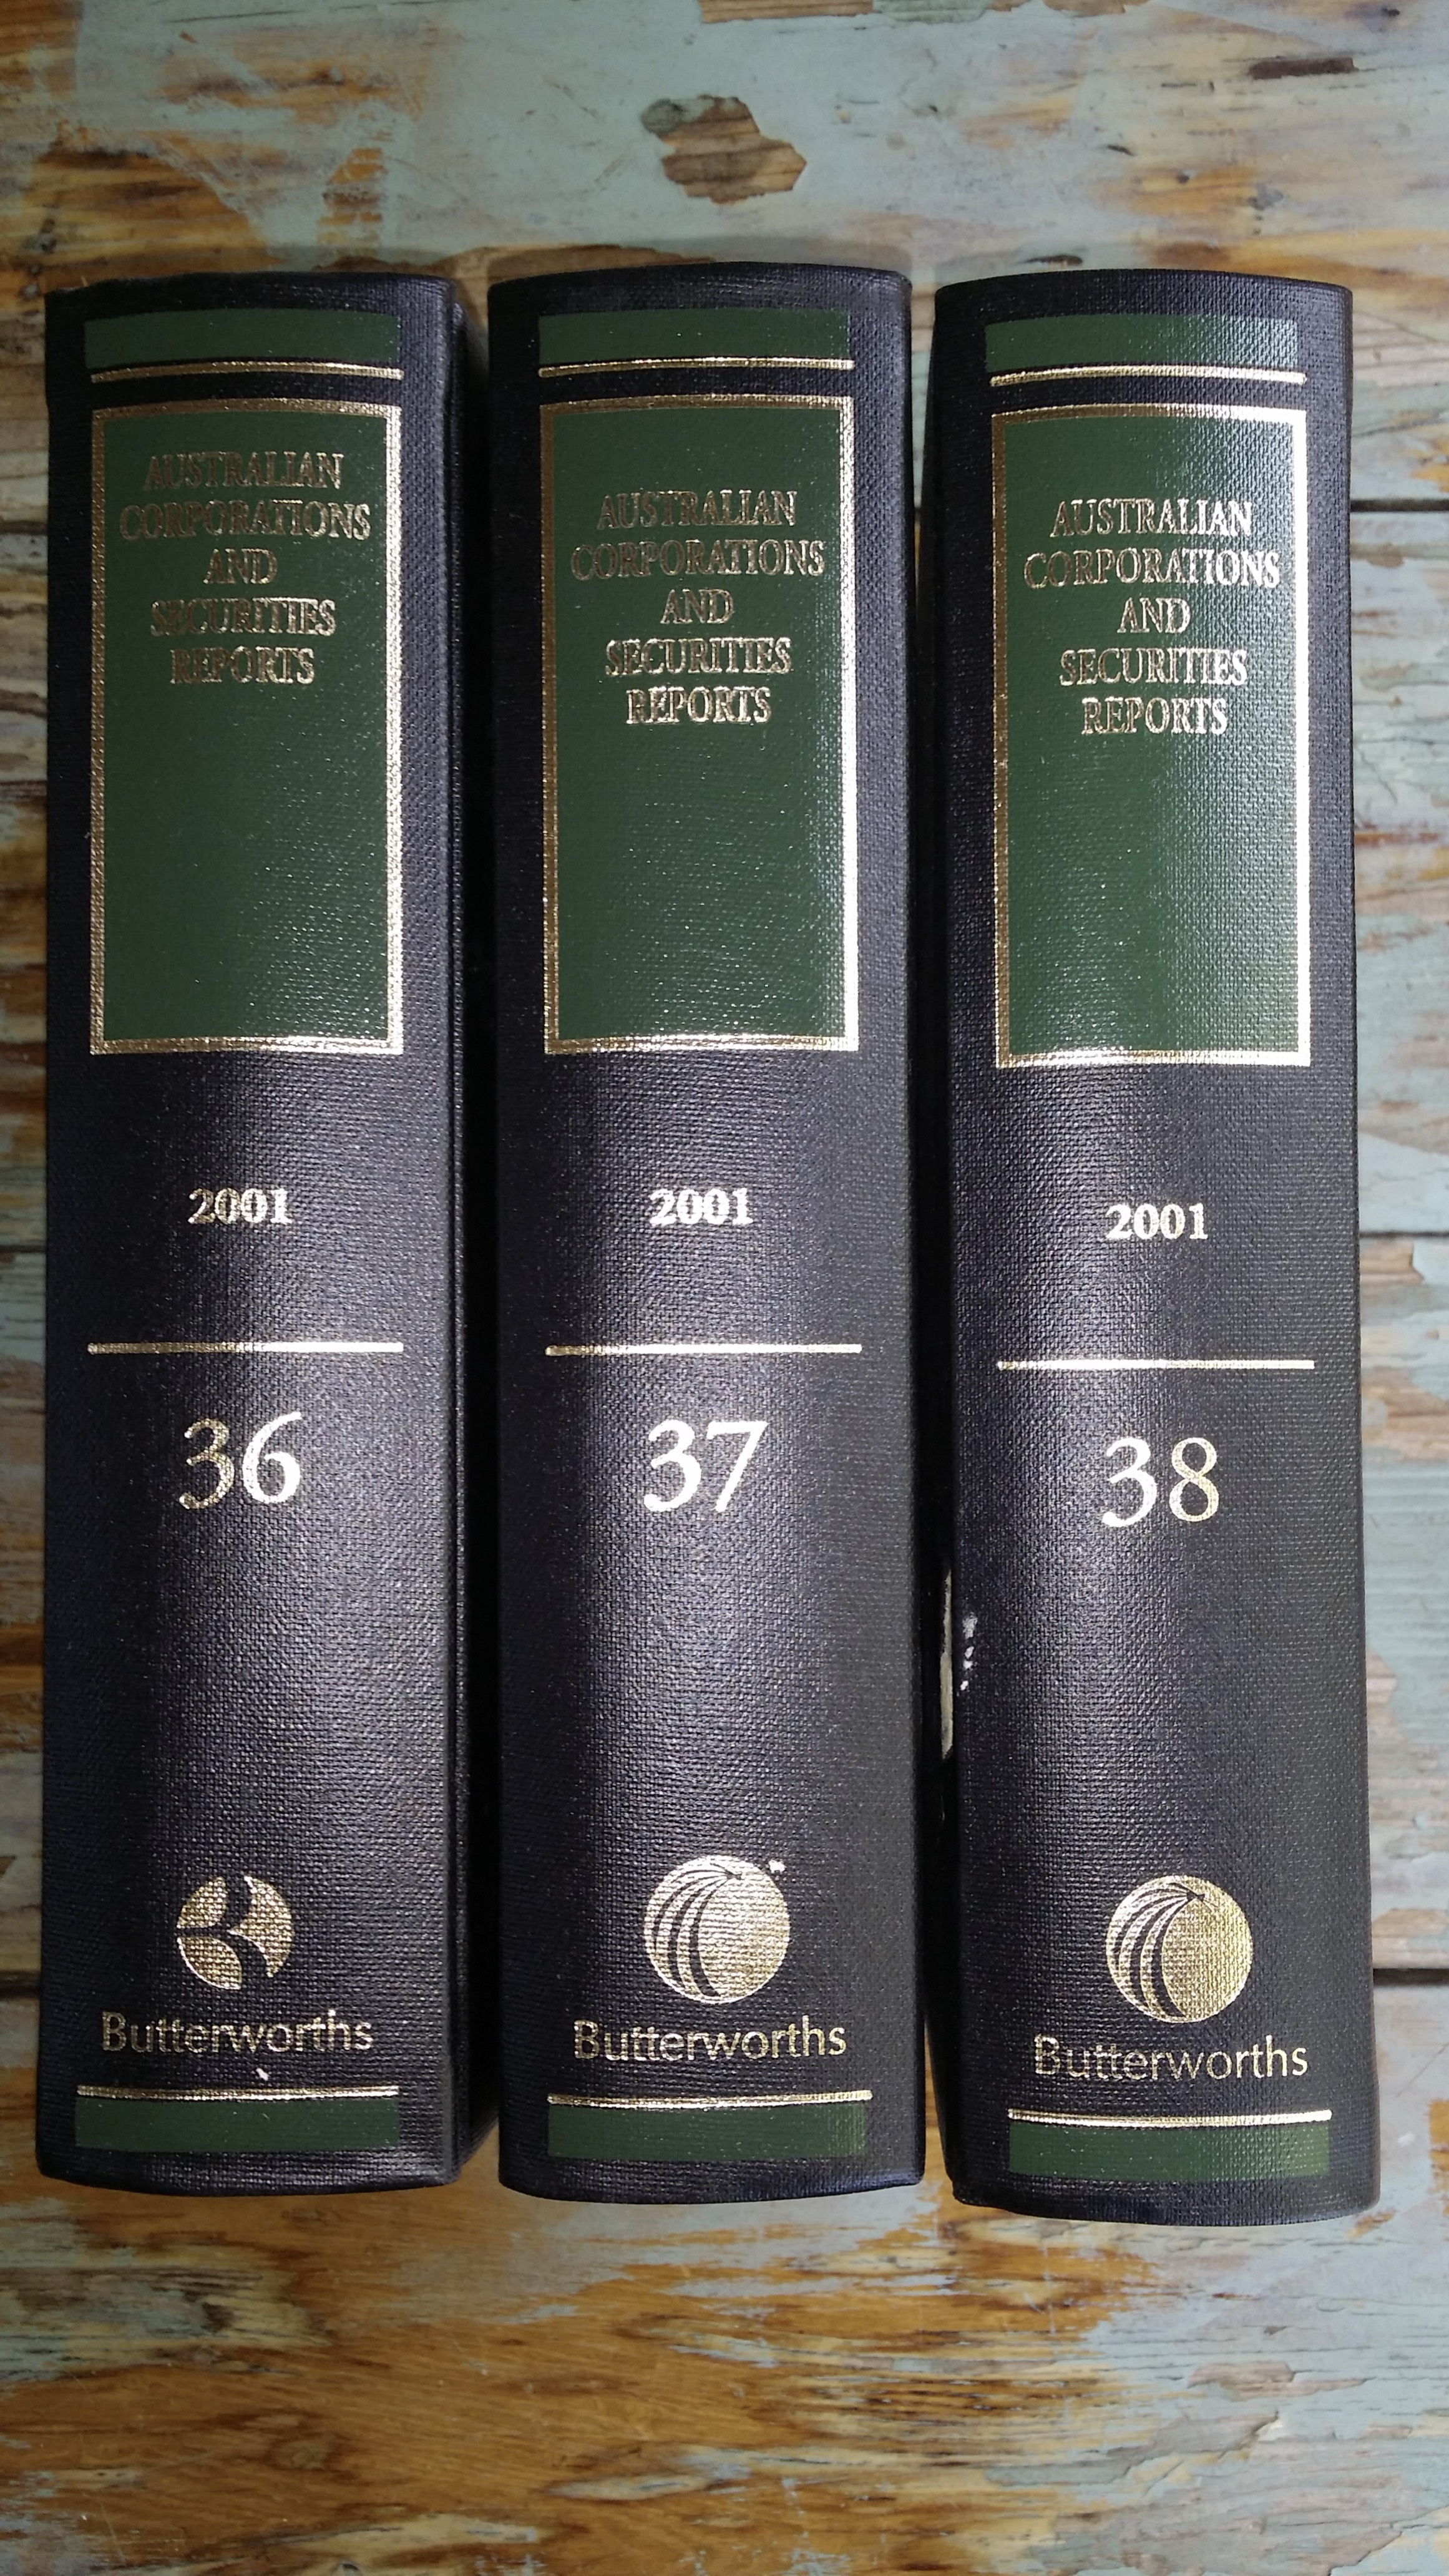 AUSTRALIAN
CORPORATIONS
AND
SECURITIES
REPORTS
2001
36
Butterworths
AUSTRALIAN
CORPORATIONS
AND
SECURITIES
REPORTS
2001
37
Butterworths
AUSTRALIAN
CORPORATIONS
AND
SECURITIES
REPORTS
2001
38
Butterworths